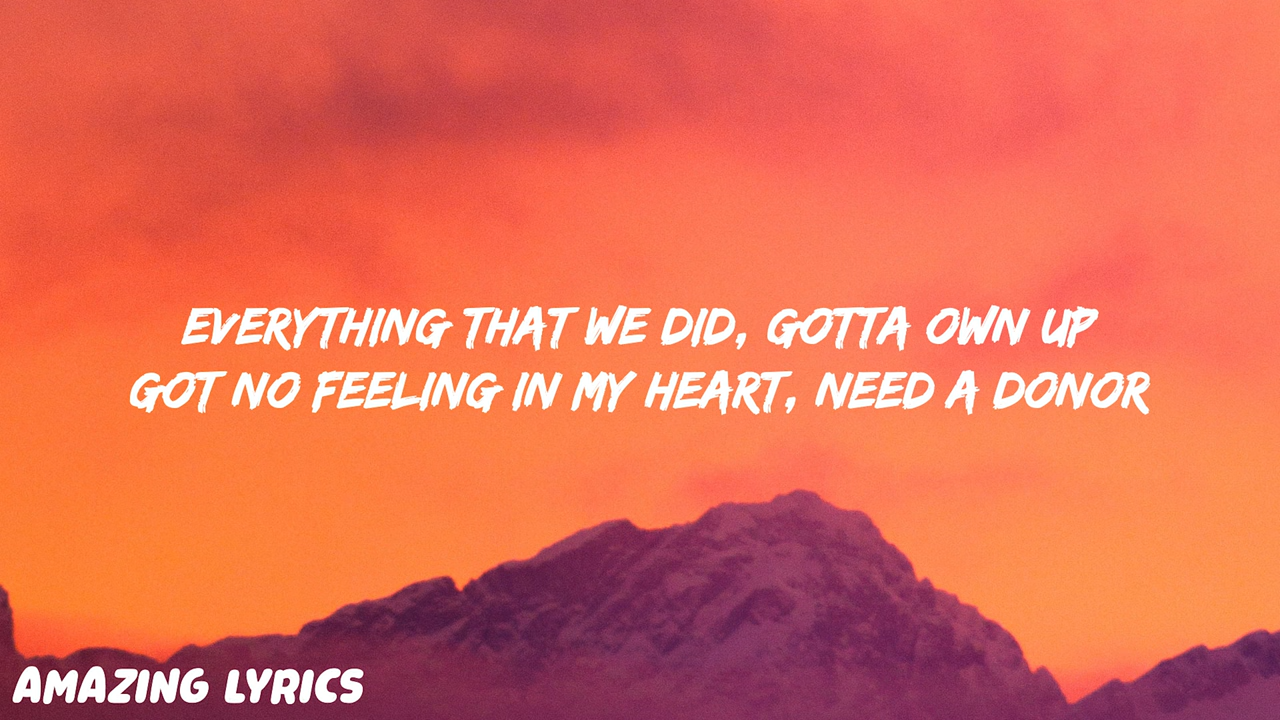 EVERYTHING THAT WE DID, GOTTA OWN UP
GOT NO FEELING IN MY HEART, NEED A DONOR
AMAZING LYRICS